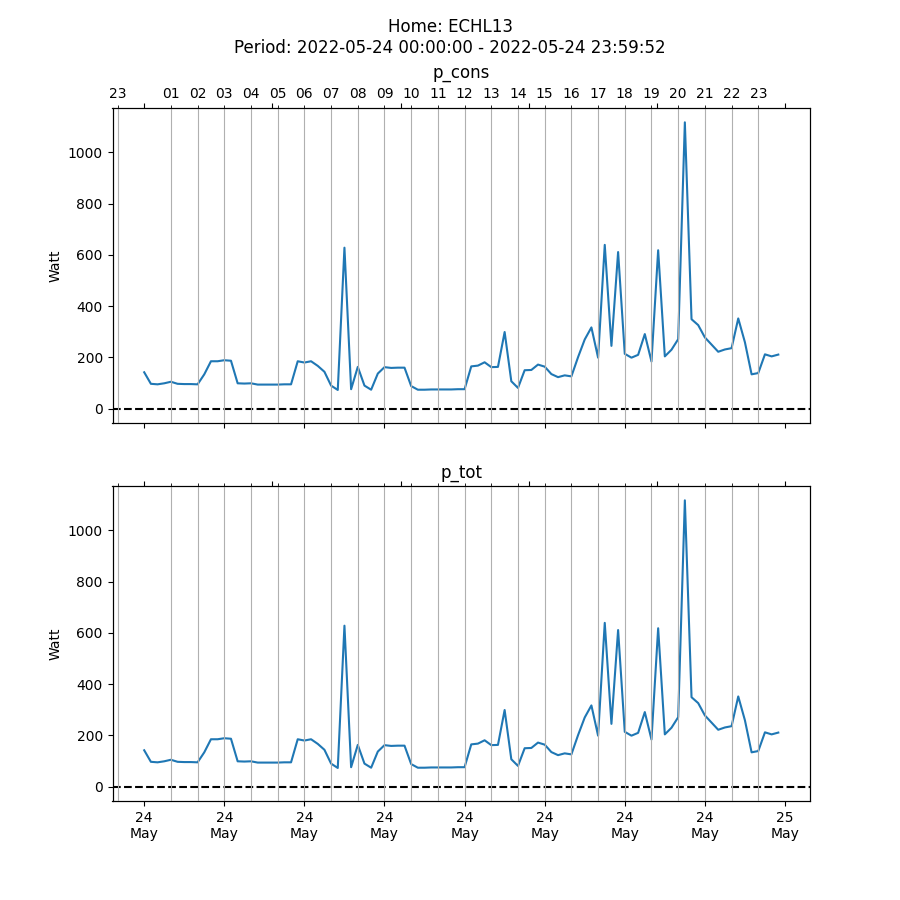 Home: ECHL13
Period: 2022-05-24 00:00:00 - 2022-05-24 23:59:52
p_cons
23 01 02 03 04 05 06 07 08 09 10 11 12 13 14 15 16 17 18 19 20 21 22 23
1000
800
600
400
200
0
Watt
p_tot
1000
800
600
400
200
0
Watt
24 24 24 24 24 24 24 24 25
May May May May May May May May May